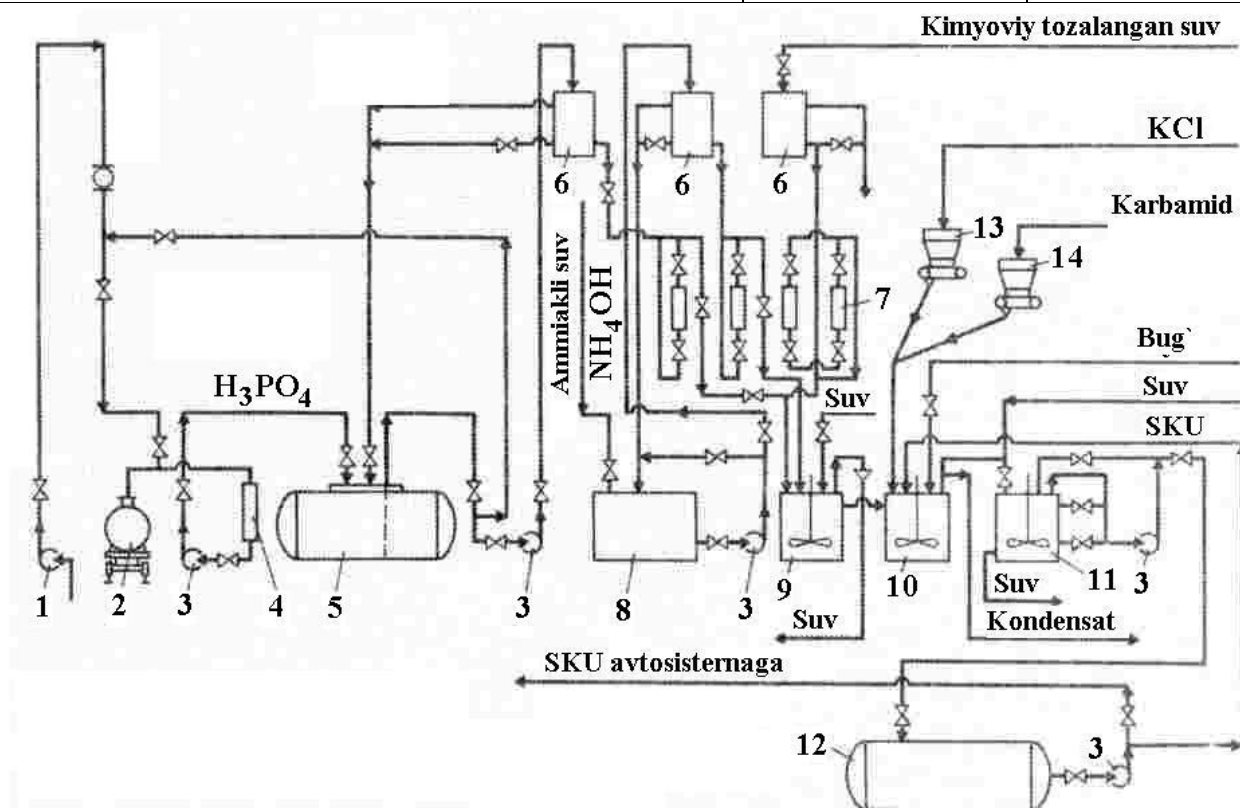 Kimyoviy tozalangan suv
KCl
6 6 6
Karbamid
13
14
Ammiakli suv
NH4OH
7
Bug`
H3PO4
Suv
Suv
SKU
1 2 3 4 5 3 8 3 9 10 11 3
Suv
Suv
Kondensat
SKU avtosisternaga
12
3